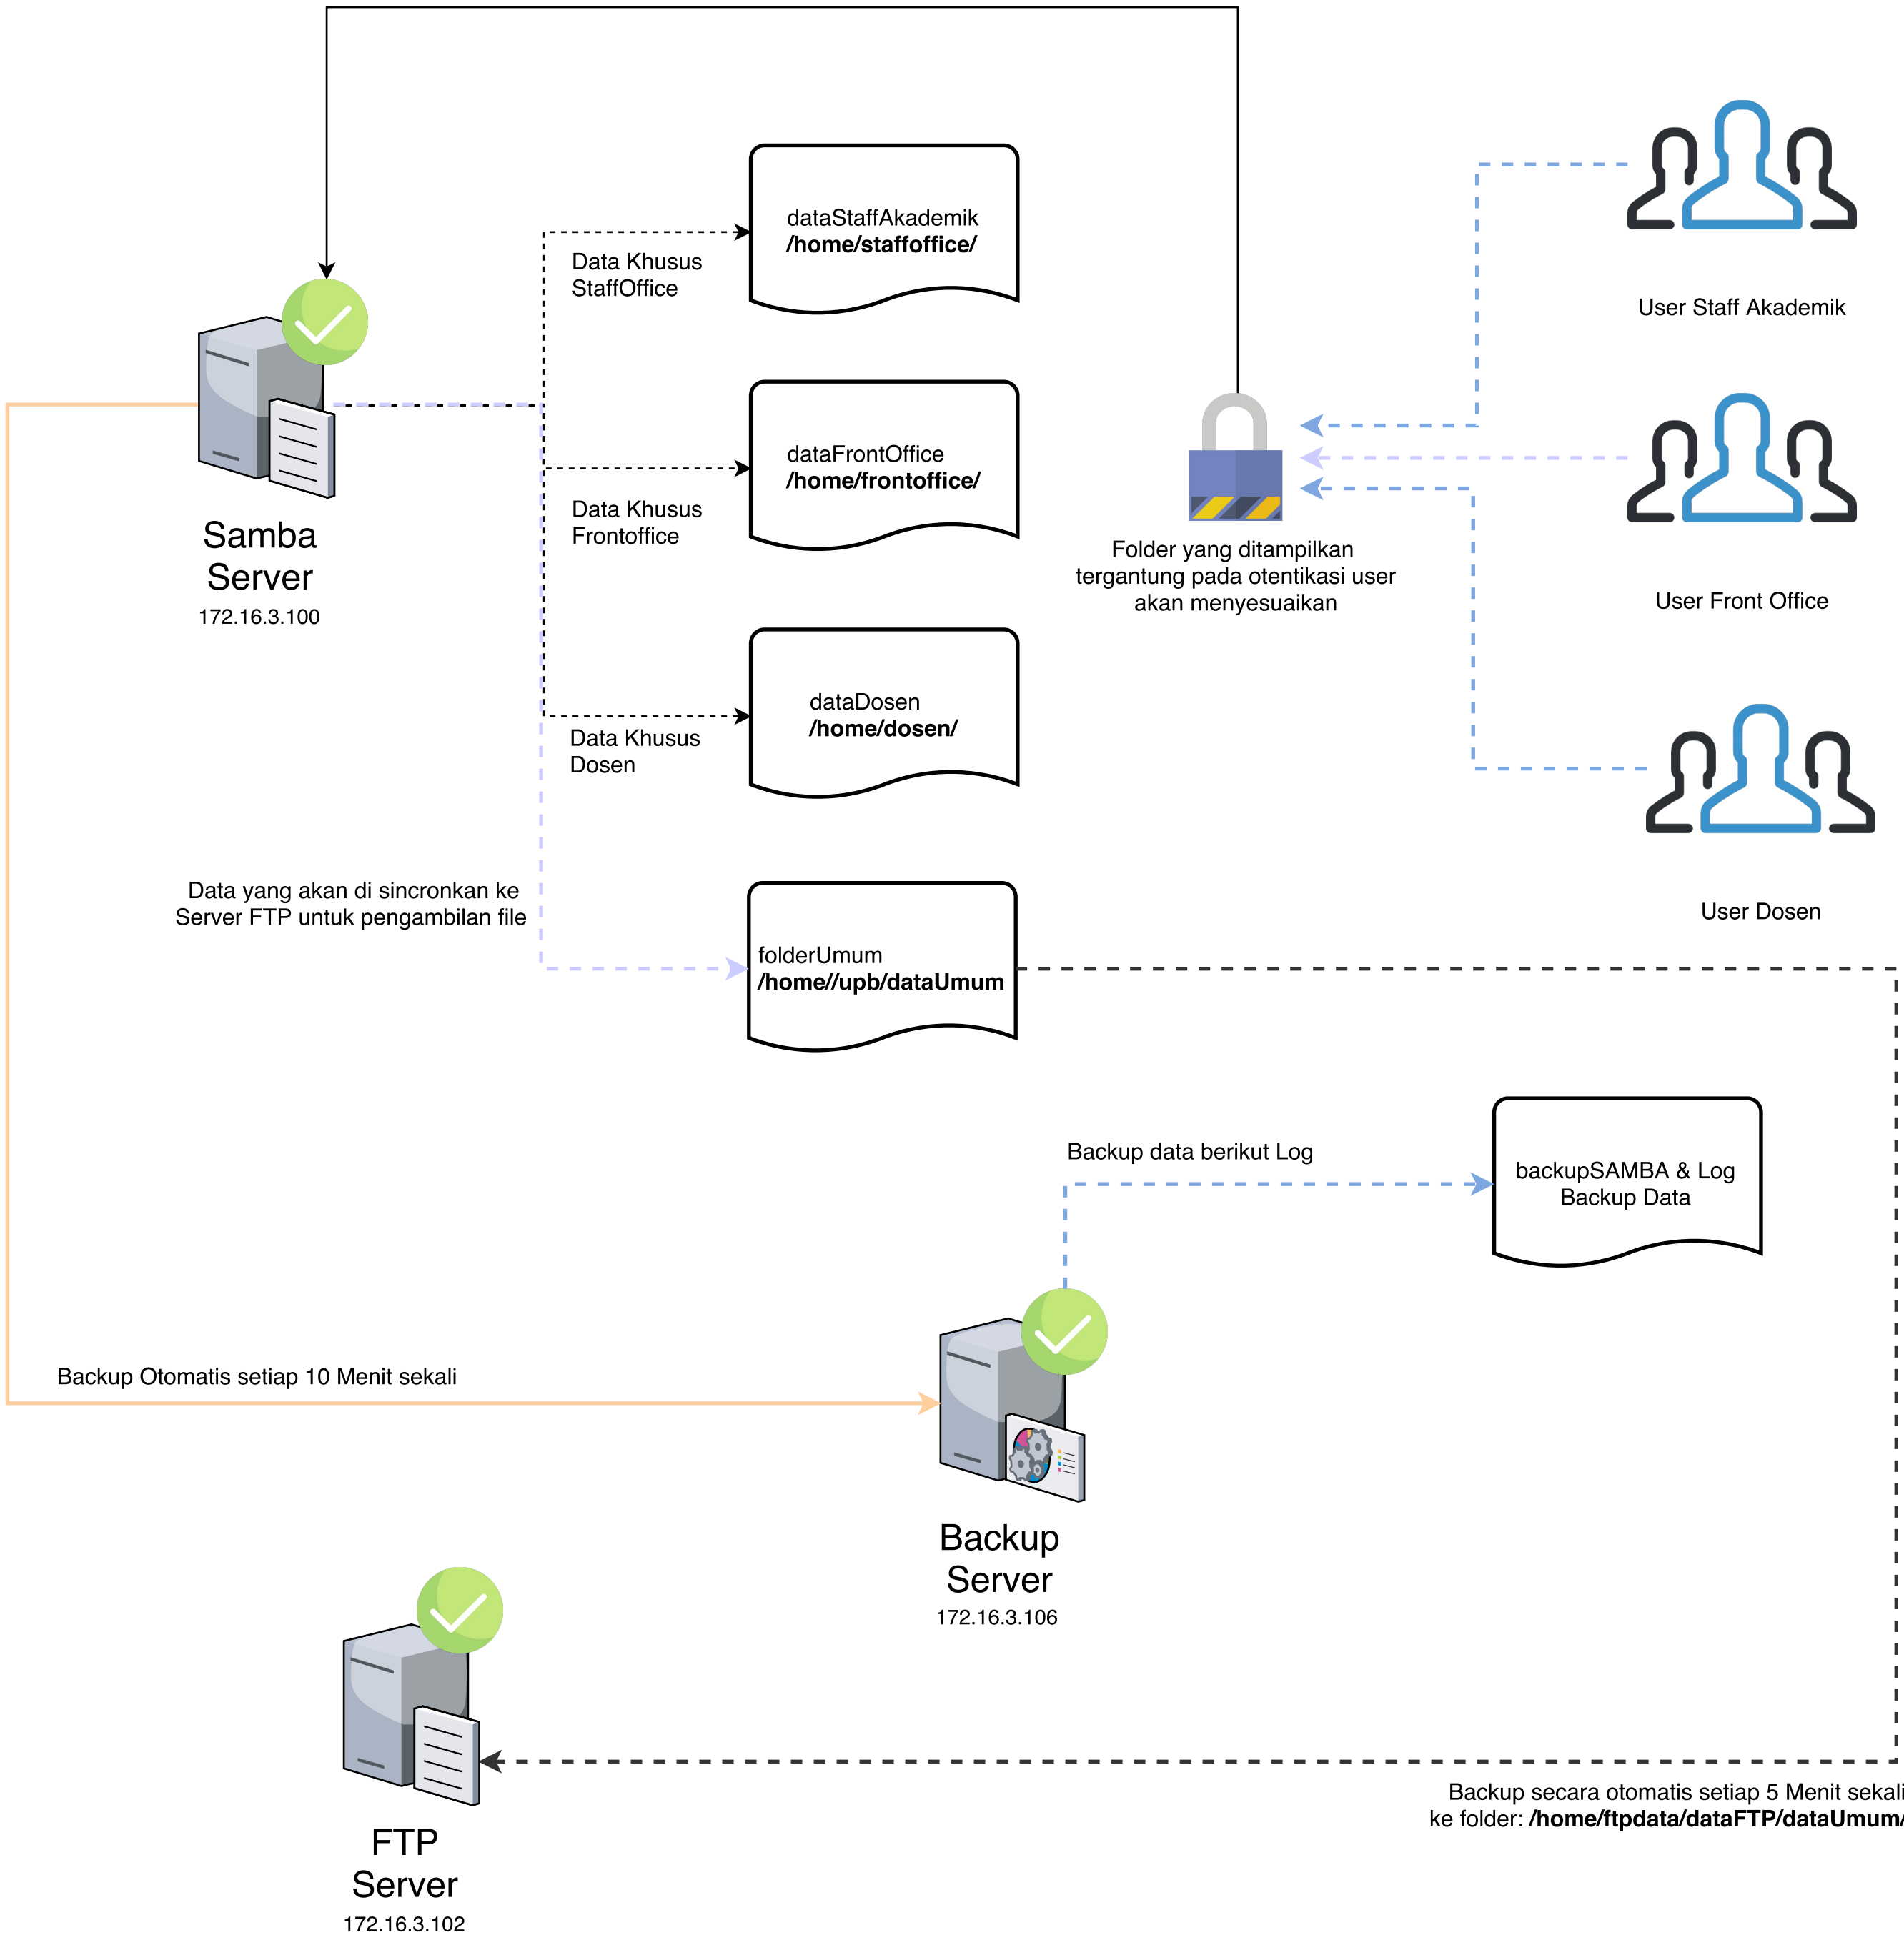 dataStaffAkademik
/home/staffoffice/
Data Khusus
StaffOffice
User Staff Akademik
dataFrontOffice
/home/frontoffice/
Data Khusus
Frontoffice
Samba
Server
172.16.3.100
Folder yang ditampilkan
tergantung pada otentikasi user
akan menyesuaikan
User Front Office
dataDosen
/home/dosen/
Data Khusus
Dosen
User Dosen
Data yang akan di sincronkan ke
Server FTP untuk pengambilan file
folderUmum
/home//upb/dataUmum
Backup data berikut Log
backupSAMBA & Log
Backup Data
Backup Otomatis setiap 10 Menit sekali
Backup
Server
172.16.3.106
Backup secara otomatis setiap 5 Menit sekali
ke folder: /home/ftpdata/dataFTP/dataUmum/
FTP
Server
172.16.3.102